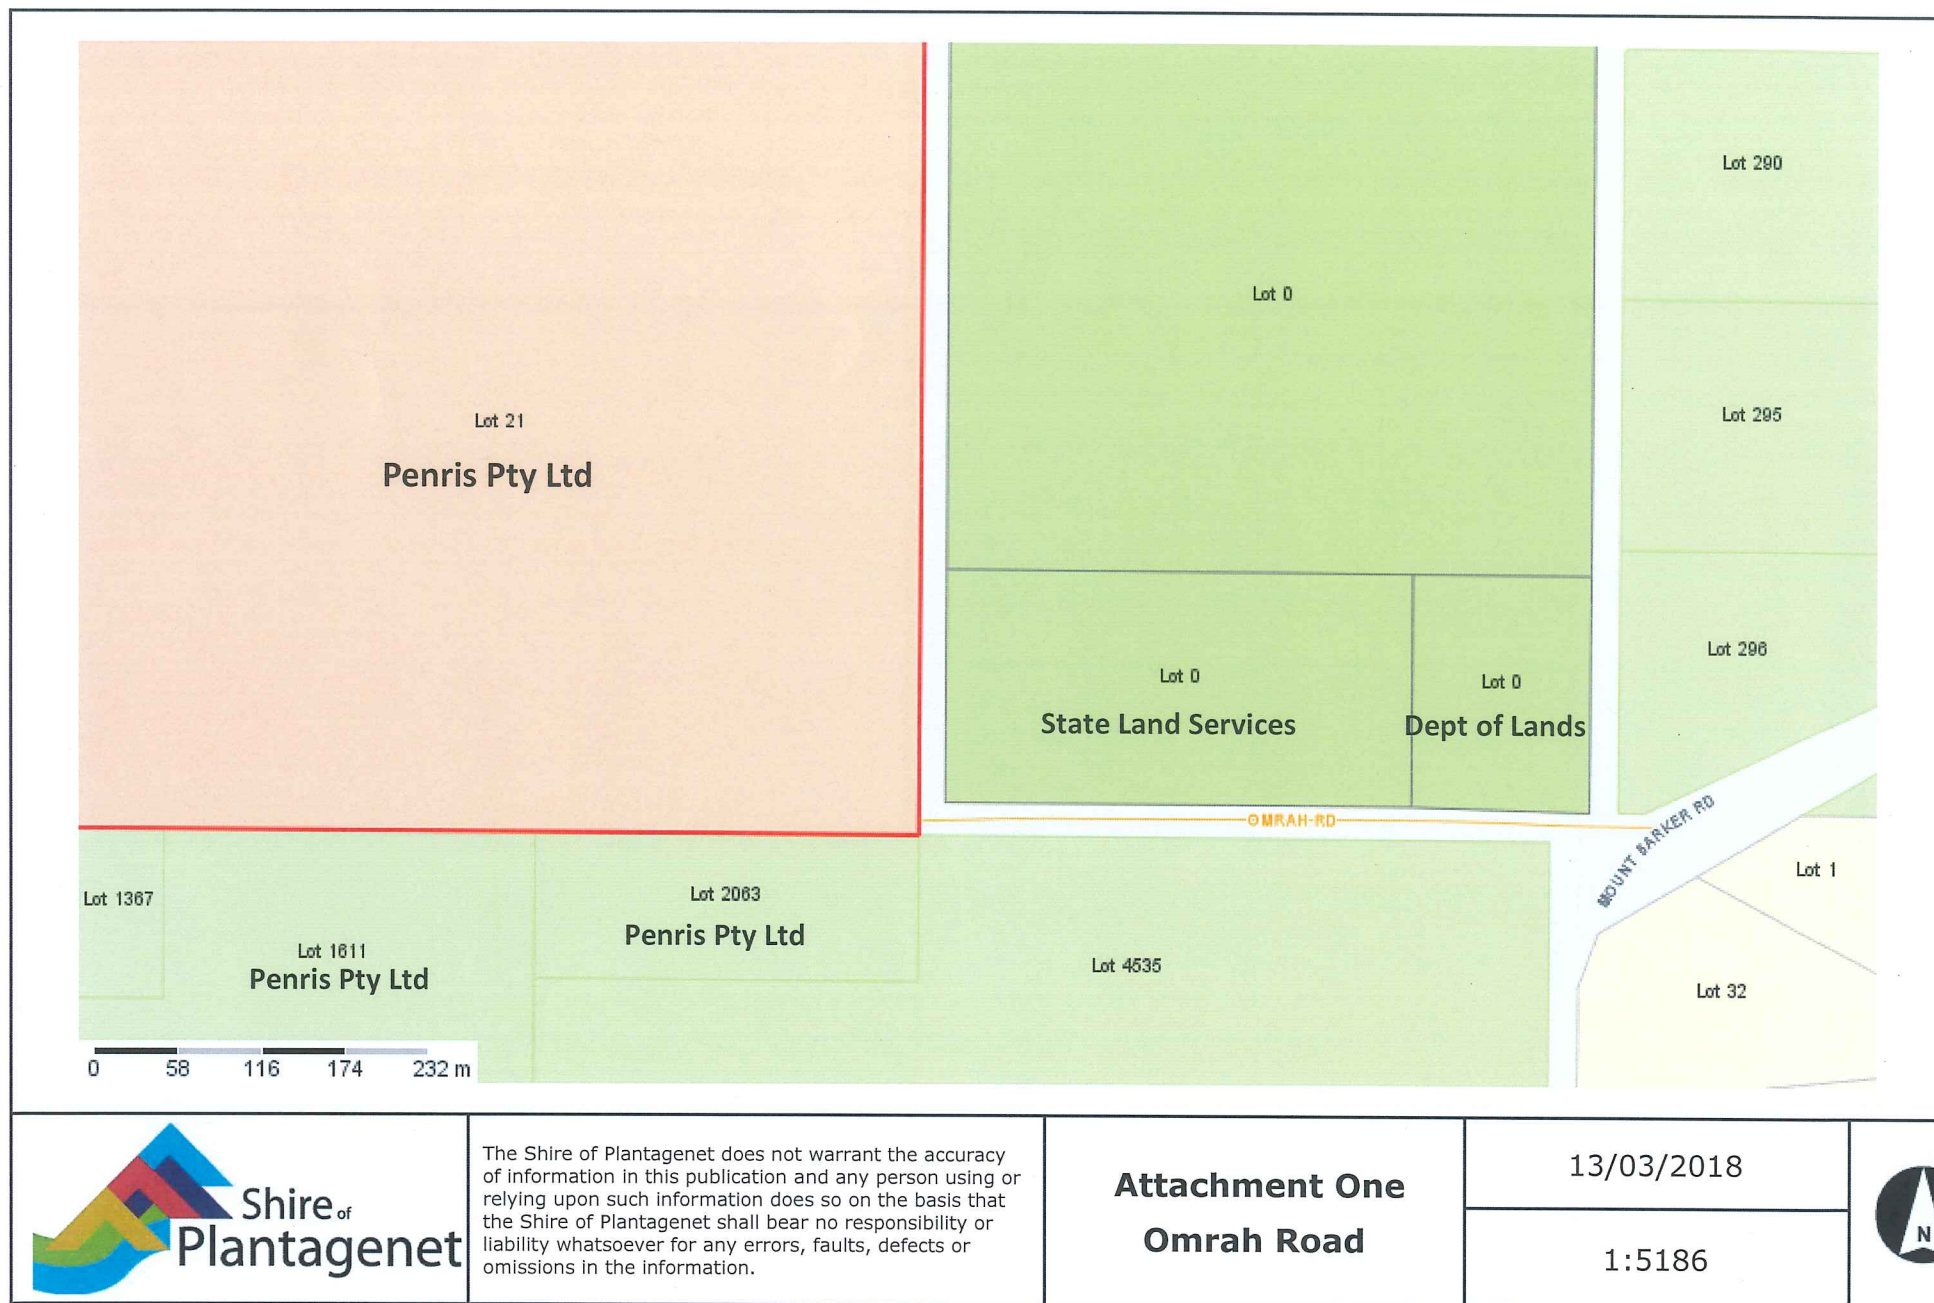 Lot 290
Lot 0
Lot 295
Lot 21
Penris Pty Ltd
Lot 296
Lot 0
State Land Services
Lot 0
Dept of Lands
OMRAH-RD
MOUNT BARKER RD
Lot 1
Lot 1367
Lot 2063
Penris Pty Ltd
Lot 1611
Penris Pty Ltd
Lot 4535
Lot 32
0 58 116 174 232 m
Shire of
Plantagenet
The Shire of Plantagenet does not warrant the accuracy
of information in this publication and any person using or
relying upon such information does so on the basis that
the Shire of Plantagenet shall bear no responsibility or
liability whatsoever for any errors, faults, defects or
omissions in the information.
Attachment One
Omrah Road
13/03/2018
1:5186
N